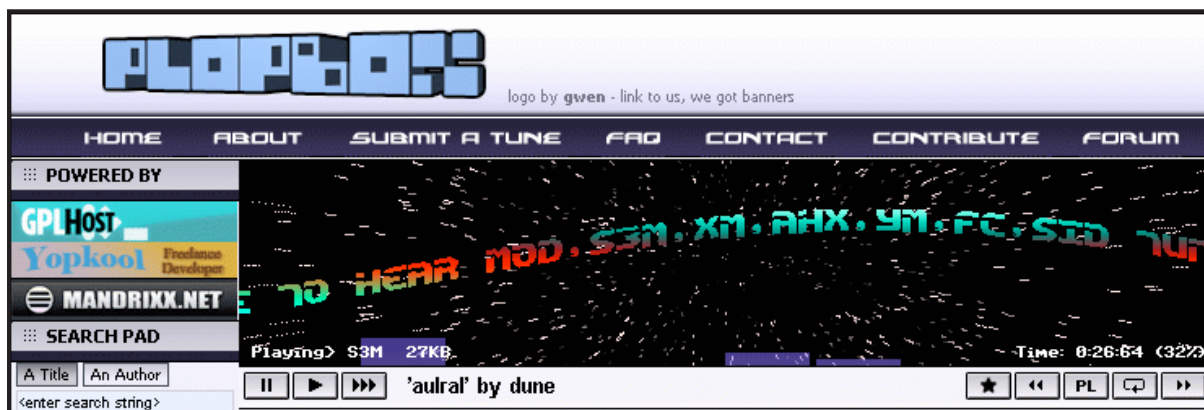 PLOPBOX
logo by gwen - link to us, we got banners
HOME ABOUT SUBMIT A TUNE FAQ CONTACT CONTRIBUTE FORUM
POWERED BY
GPLHOST
Yopkool Freelance Developer
MANDRIXX.NET
SEARCH PAD
E TO HEAR MOD, S3M, XM, AHX, YM, FC, SID TUN
Playing> S3M 27KB
Time: 0:26:64 (32%)
A Title An Author
<enter search string>
'aulral' by dune
PL